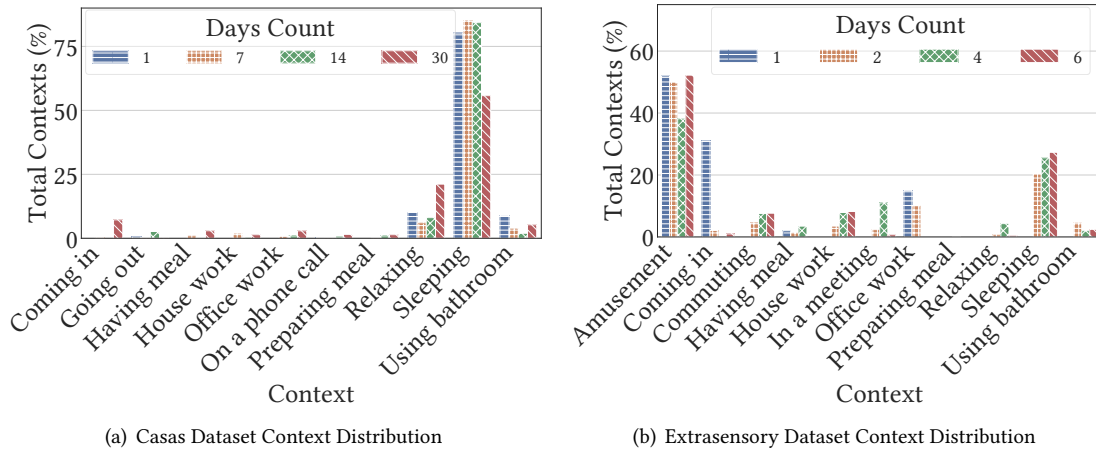 Total Contexts (%)
75
50
25
0
Days Count
1 7 14 30
Coming in
Going out
Having meal
House work
Office work
On a phone call
Preparing meal
Relaxing
Sleeping
Using bathroom
Context
(a) Casas Dataset Context Distribution
Total Contexts (%)
60
40
20
0
Days Count
1 2 4 6
Amusement
Coming in
Commuting
Having meal
House work
In a meeting
Office work
Preparing meal
Relaxing
Sleeping
Using bathroom
Context
(b) Extrasensory Dataset Context Distribution